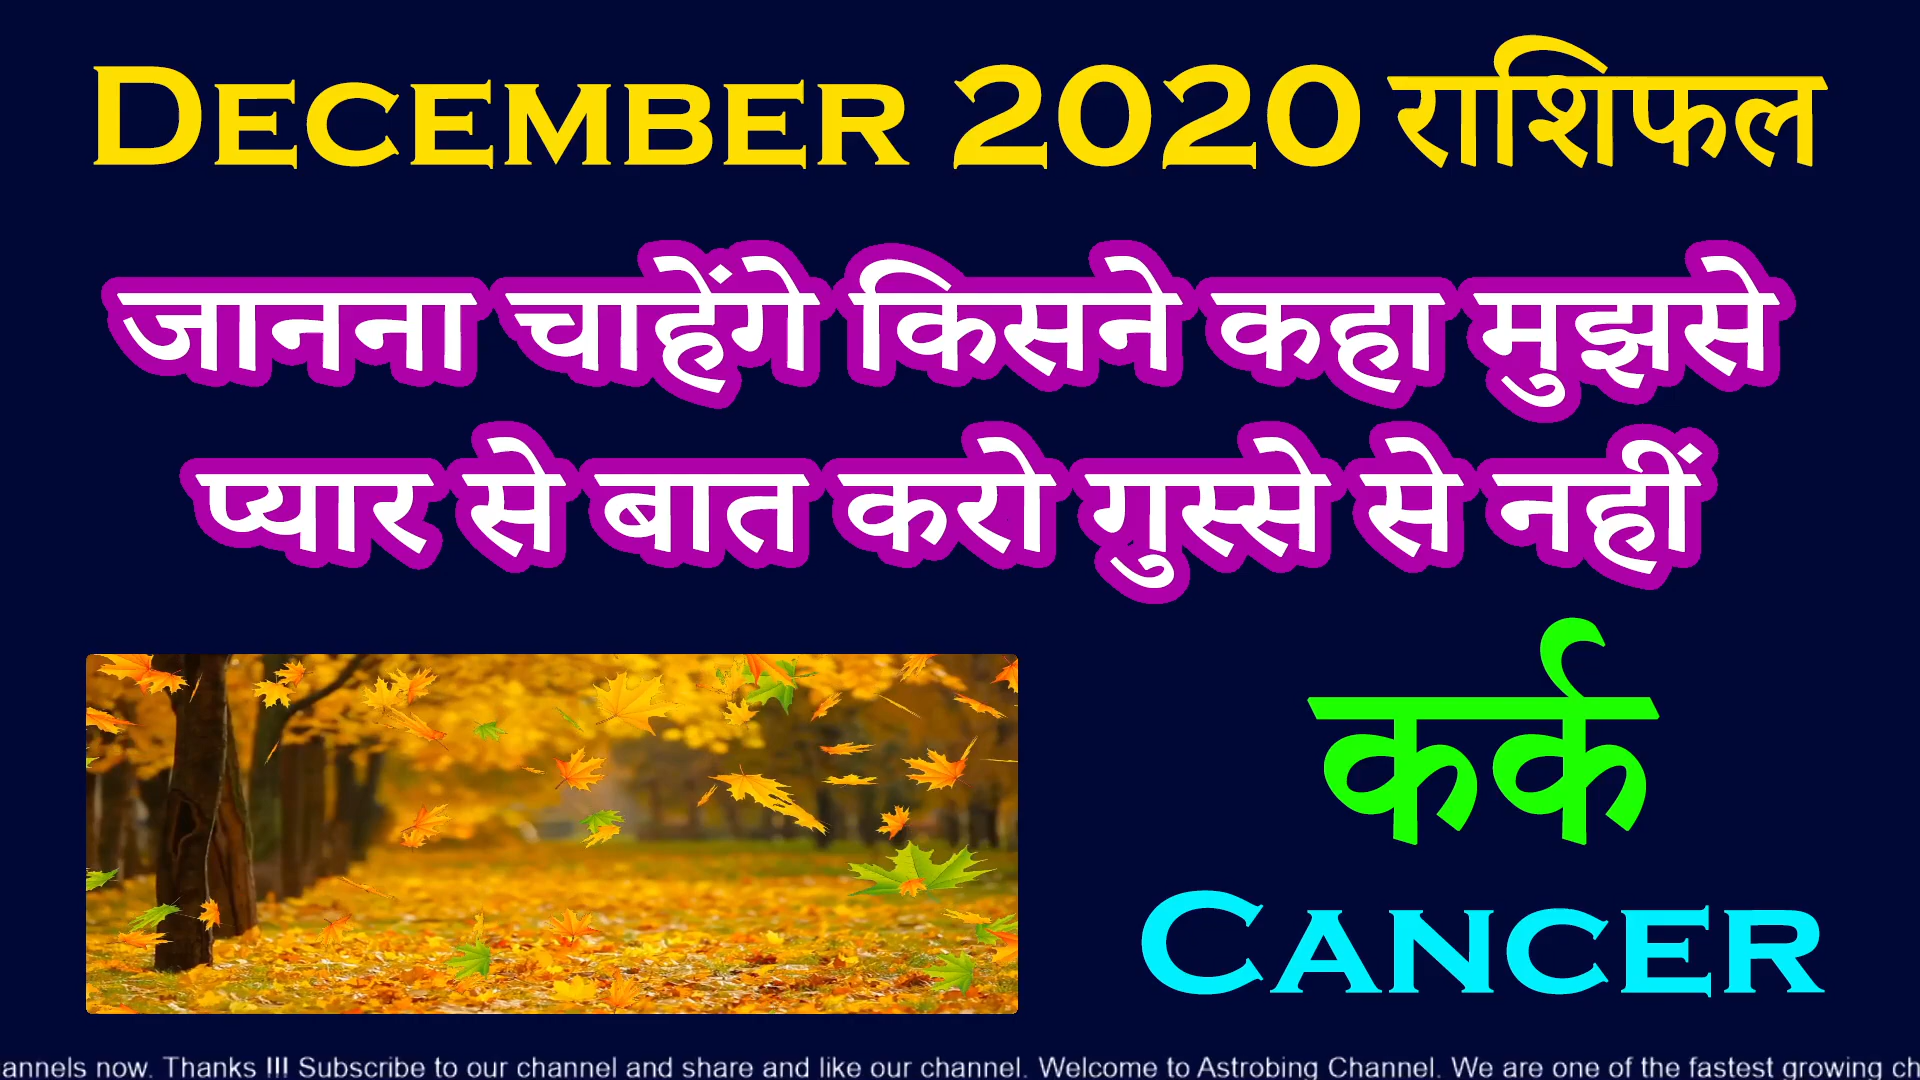 December 2020 राशिफल
जानना चाहेंगे किसने कहा मुझसे
प्यार से बात करो गुस्से से नहीं
कर्क
Cancer
annels now. Thanks !!! Subscribe to our channel and share and like our channel. Welcome to Astrobing Channel. We are one of the fastest growing ch